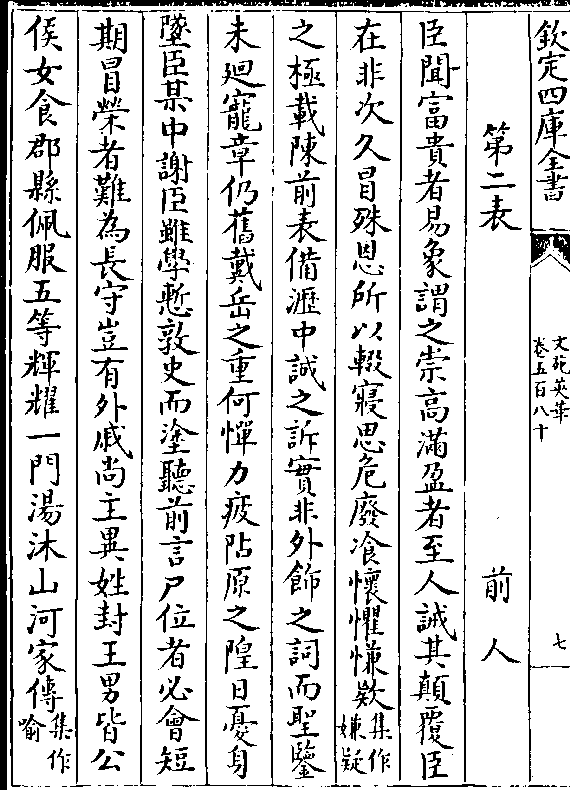 欽定四庫全書
文苑英華
卷五百八十
七
第二表
前人
臣聞富貴者易象謂之崇高滿盈者至人誡其顛覆臣
在非次久冒殊恩所以輟寢思危廢飡懷懼慊歉集作嫌疑
之極載陳前表備瀝中誠之訴實非外飾之詞而聖鑒
未廻寵章仍舊戴岳之重何憚力疲阽原之隍日憂身
墜臣某中謝臣雖學慙敦史而塗聽前言尸位者必會短
期冒榮者難為長守豈有外戚尚主異姓封王男皆公
侯女食郡縣佩服五等輝耀一門湯沐山河家傳集作喻